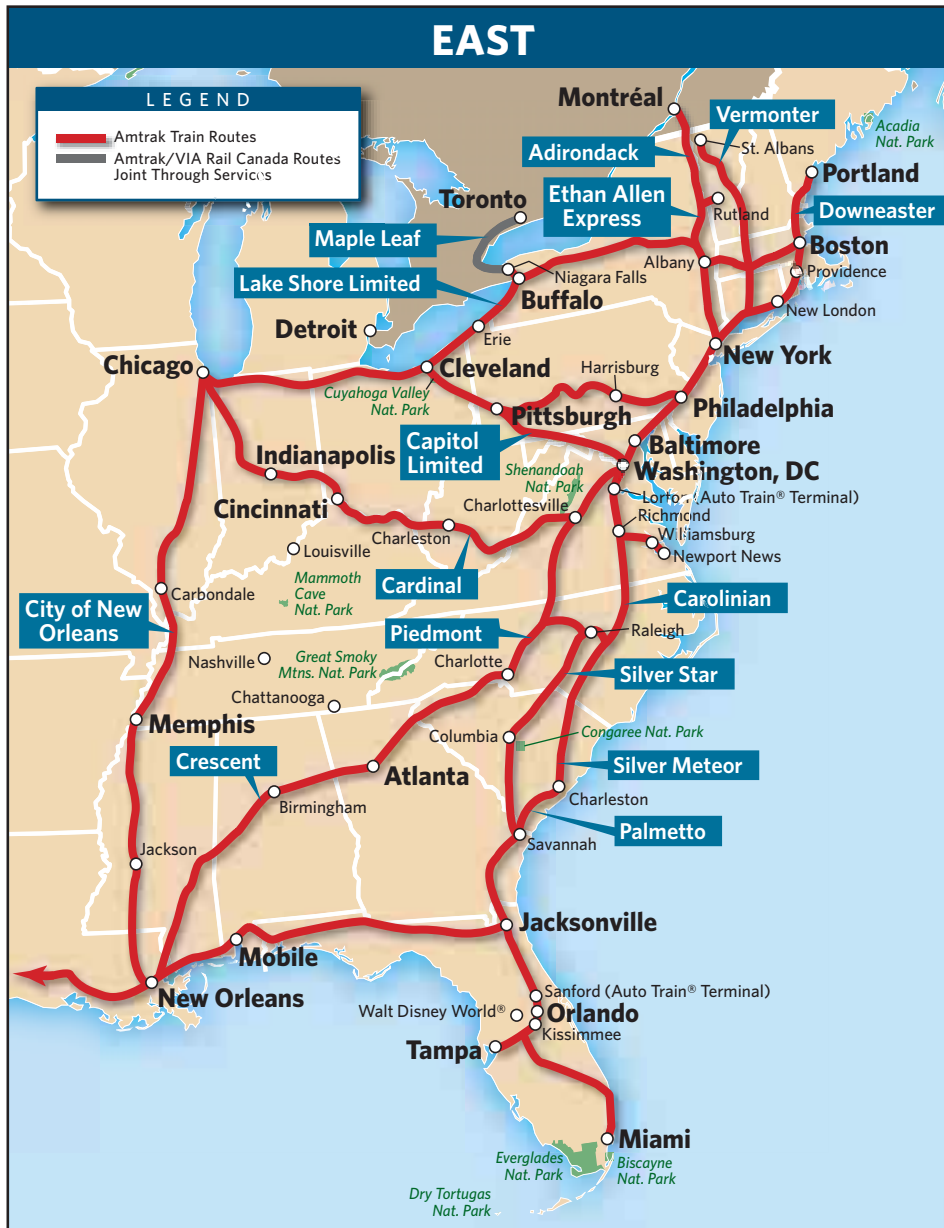 EAST
LEGEND
Amtrak Train Routes
Amtrak/VIA Rail Canada Routes
Joint Through Services
Montréal
Vermonter
St. Albans
Acadia
Nat. Park
Adirondack
Portland
Toronto
Ethan Allen
Express
Rutland
Downeaster
Maple Leaf
Boston
Albany
Niagara Falls
Providence
Lake Shore Limited
Buffalo
New London
Detroit
Erie
New York
Chicago
Cleveland
Harrisburg
Cuyahoga Valley
Nat. Park
Pittsburgh
Philadelphia
Capitol
Limited
Baltimore
Indianapolis
Shenandoah
Nat. Park
Washington, DC
Lorton (Auto Train® Terminal)
Cincinnati
Charlottesville
Richmond
Charleston
Williamsburg
Louisville
Newport News
Cardinal
Mammoth
Cave
Nat. Park
Carbondale
Carolinian
City of New
Orleans
Piedmont
Raleigh
Nashville
Great Smoky
Mtns. Nat. Park
Charlotte
Silver Star
Chattanooga
Memphis
Columbia
Congaree Nat. Park
Crescent
Atlanta
Silver Meteor
Birmingham
Charleston
Palmetto
Jackson
Savannah
Jacksonville
Mobile
New Orleans
Sanford (Auto Train® Terminal)
Walt Disney World®
Orlando
Kissimmee
Tampa
Miami
Everglades
Nat. Park
Biscayne
Nat. Park
Dry Tortugas
Nat. Park